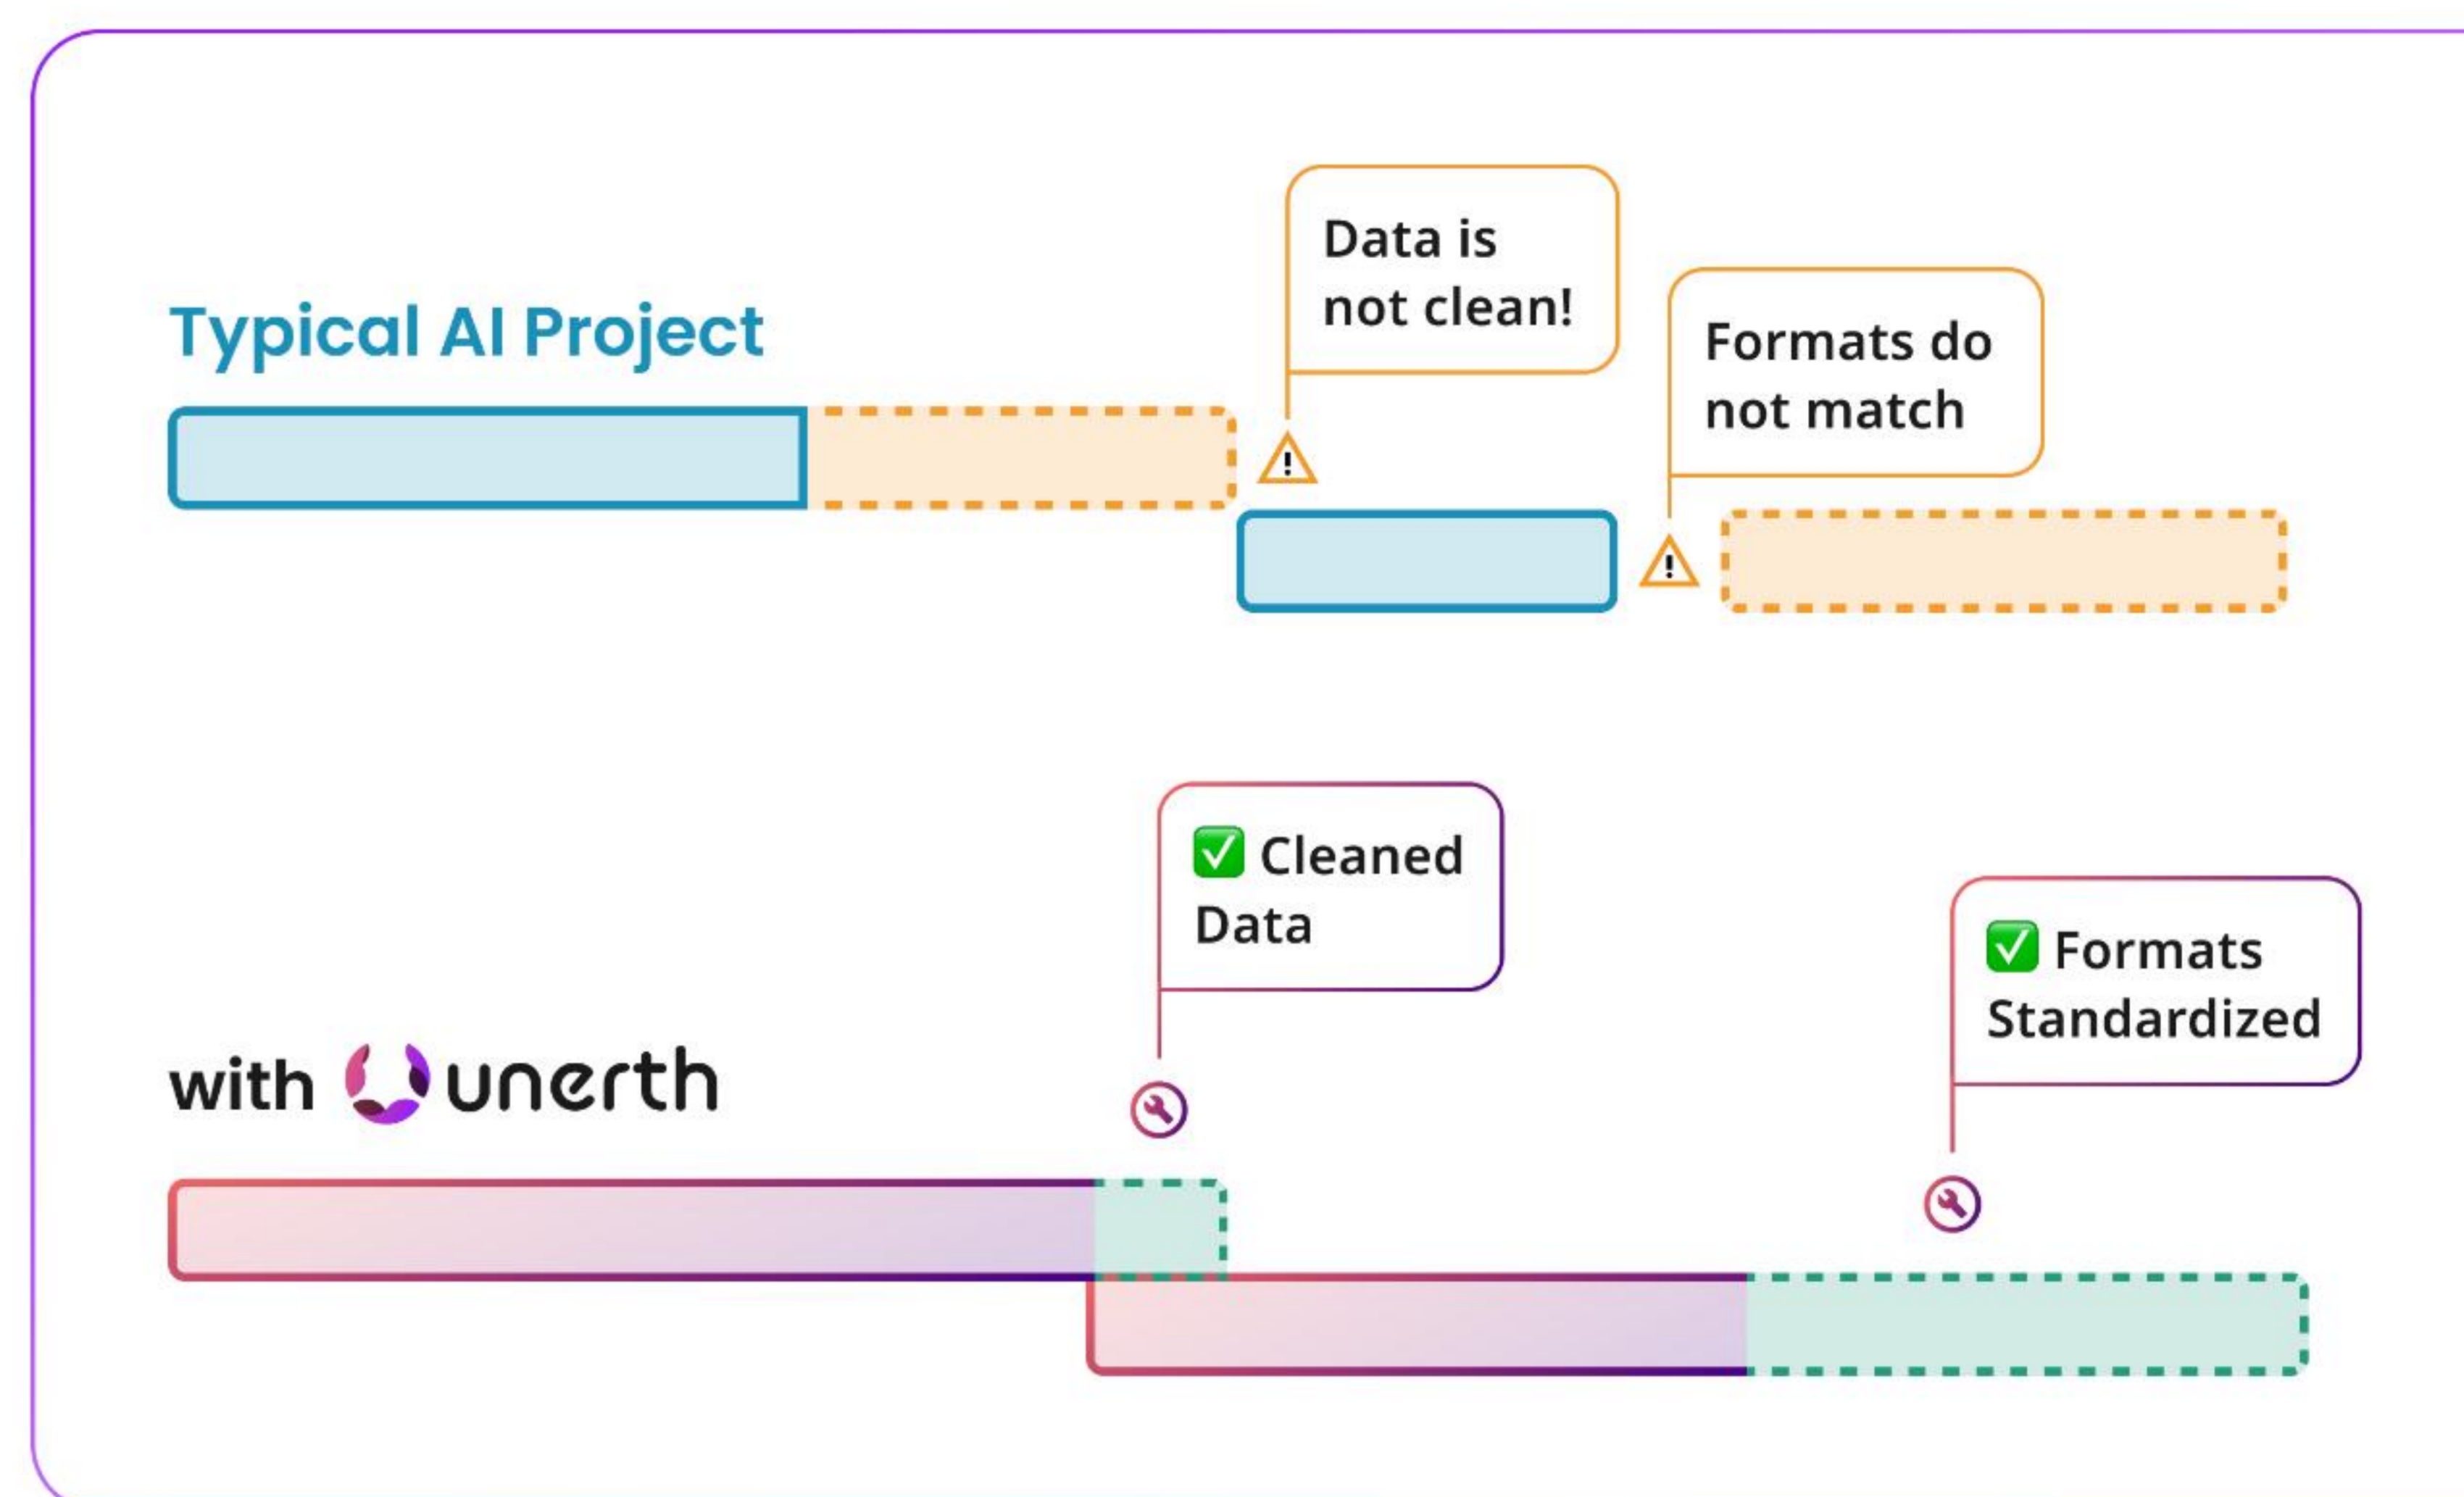 Data is
not clean!
Typical AI Project
Formats do
not match
✅ Cleaned
Data
✅ Formats
Standardized
with unerth